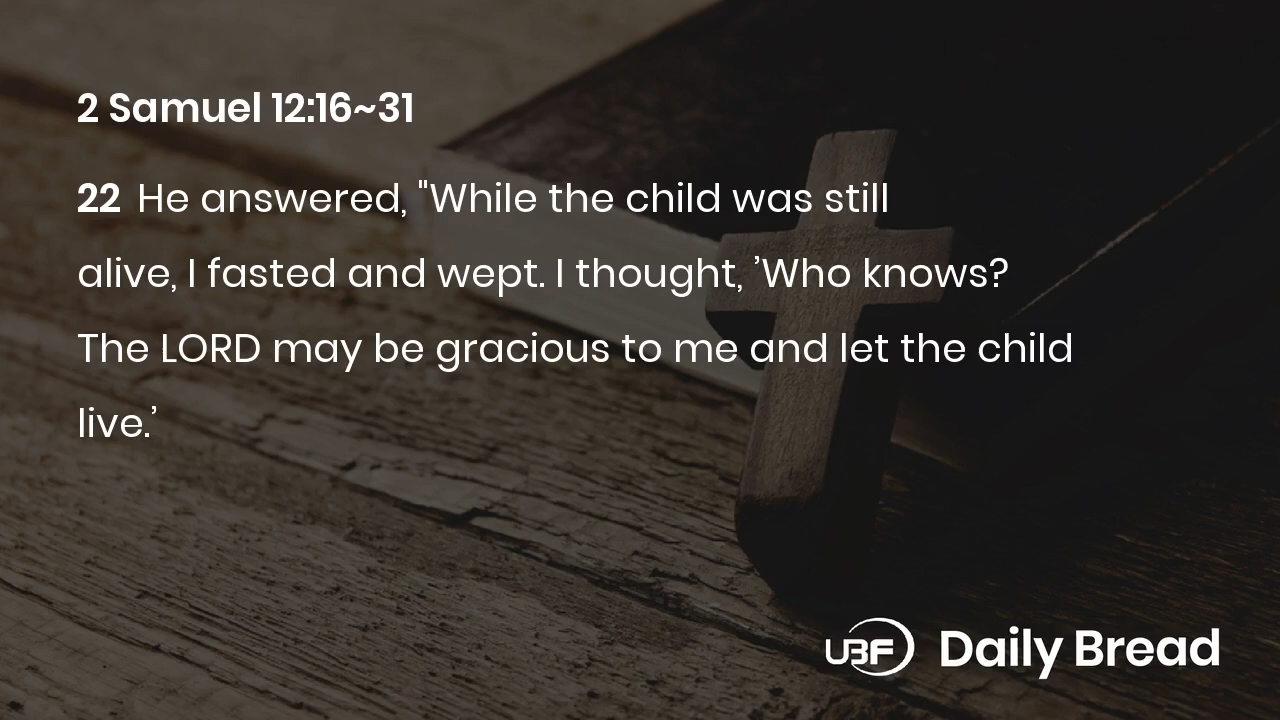 2 Samuel 12:16~31
22 He answered, "While the child was still
alive, I fasted and wept. I thought, ’Who knows?
The LORD may be gracious to me and let the child
live.’
UBF Daily Bread